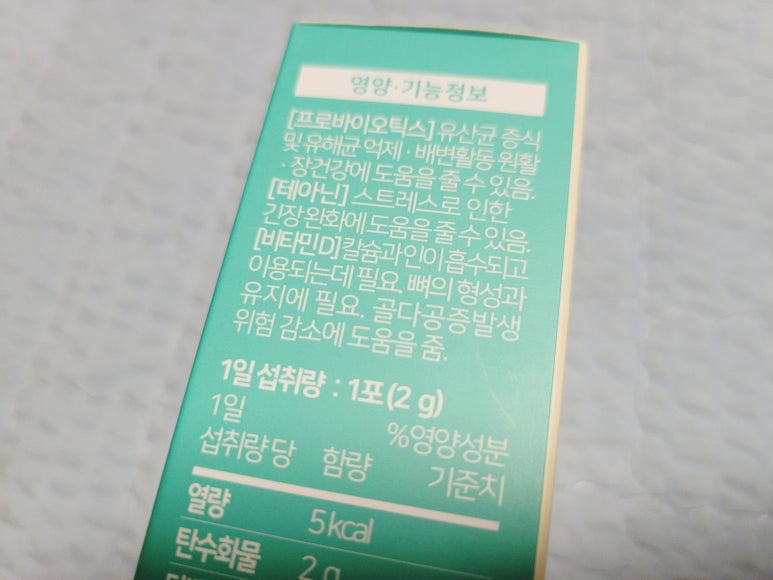 영양·기능정보
[프로바이오틱스] 유산균 증식
및 유해균 억제·배변활동 원활
·장건강에 도움을 줄 수 있음.
[테아닌] 스트레스로 인한
긴장 완화에 도움을 줄 수 있음.
[비타민D] 칼슘과 인이 흡수되고
이용되는데 필요. 뼈의 형성과
유지에 필요. 골다공증발생
위험 감소에 도움을 줌.
1일 섭취량 : 1포(2 g)
1일
섭취량당 함량 %영양성분
기준치
열량 5 kcal
탄수화물 2 g